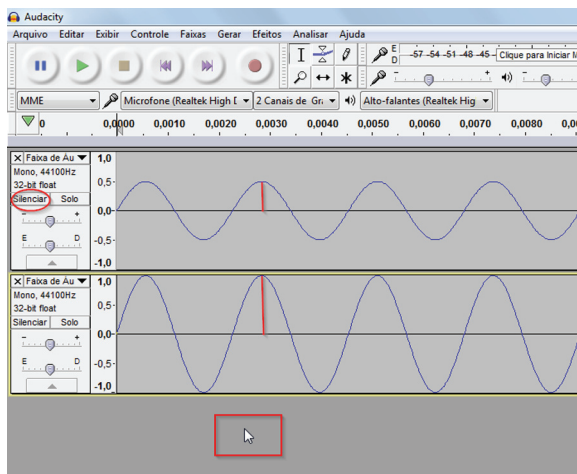 Audacity
Arquivo Editar Exibir Controle Faixas Gerar Efeitos Analisar Ajuda
E D -57 -54 -51 -48 -45 - Clique para Iniciar M
MME Microfone (Realtek High 2 Canais de Alto-falantes (Realtek Hig
0 0,0000 0,0010 0,0020 0,0030 0,0040 0,0050 0,0060 0,0070 0,0080 0,0
X Faixa de Áu 1,0
Mono, 44100Hz
32-bit float 0,5-
Silenciar Solo
- + 0,0-
E D -0,5-
-1,0
X Faixa de Áu 1,0
Mono, 44100Hz
32-bit float 0,5-
Silenciar Solo
- + 0,0-
E D -0,5-
-1,0